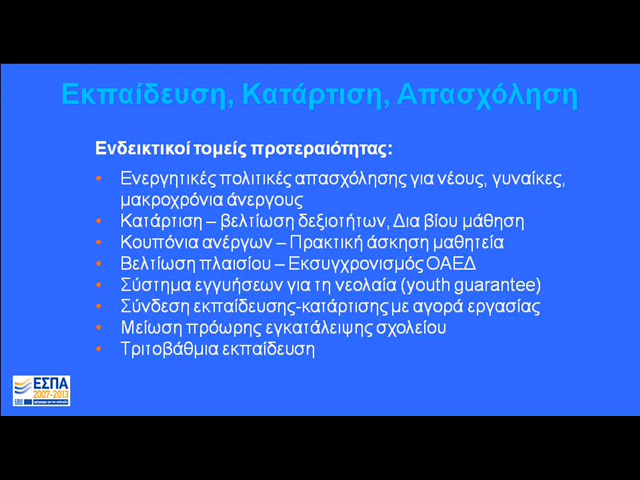 Εκπαίδευση, Κατάρτιση, Απασχόληση
Ενδεικτικοί τομείς προτεραιότητας:
• Ενεργητικές πολιτικές απασχόλησης για νέους, γυναίκες,
μακροχρόνια άνεργους
• Κατάρτιση – βελτίωση δεξιοτήτων, Δια βίου μάθηση
• Κουπόνια ανέργων – Πρακτική άσκηση μαθητεία
• Βελτίωση πλαισίου – Εκσυγχρονισμός ΟΑΕΔ
• Σύστημα εγγυήσεων για τη νεολαία (youth guarantee)
• Σύνδεση εκπαίδευσης-κατάρτισης με αγορά εργασίας
• Μείωση πρόωρης εγκατάλειψης σχολείου
• Τριτοβάθμια εκπαίδευση
ΕΣΠΑ
2007-2013